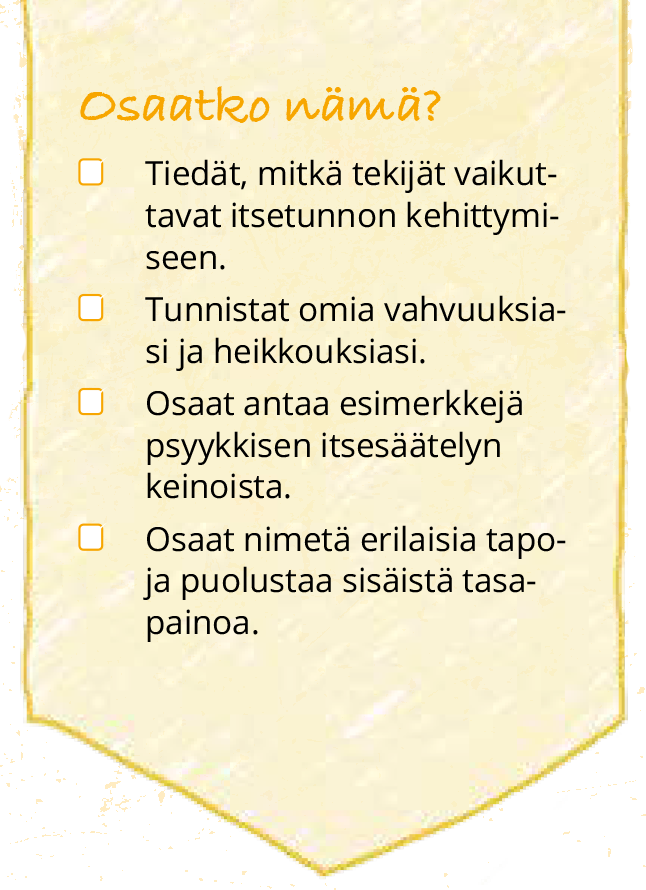 Osaatko nämä?
Tiedät, mitkä tekijät vaikut-
tavat itsetunnon kehittymi-
seen.
Tunnistat omia vahvuuksia-
si ja heikkouksiasi.
Osaat antaa esimerkkejä
psyykkisen itsesäätelyn
keinoista.
Osaat nimetä erilaisia tapo-
ja puolustaa sisäistä tasa-
painoa.